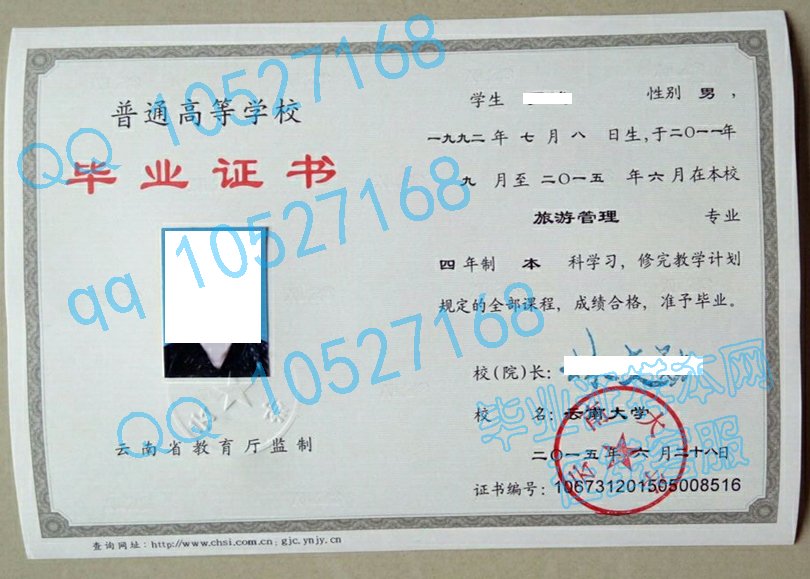 普通高等学校
毕业证书
云南省教育厅监制
查询网址：http://www.chsi.com.cn；gjc.ynjy.cn
学生 性别 男，
一九九二年 七月八 日生，于二〇一一年
九 月至 二〇一五 年六月在本校
旅游管理 专业
四年制 本 科学习，修完教学计划
规定的全部课程，成绩合格，准予毕业。
校（院）长：
校 名：云南大学
二〇一五年 六月二十八日
证书编号：106731201505008516
QQ 10527168
qq 10527168
QQ 10527168
毕业证样本网